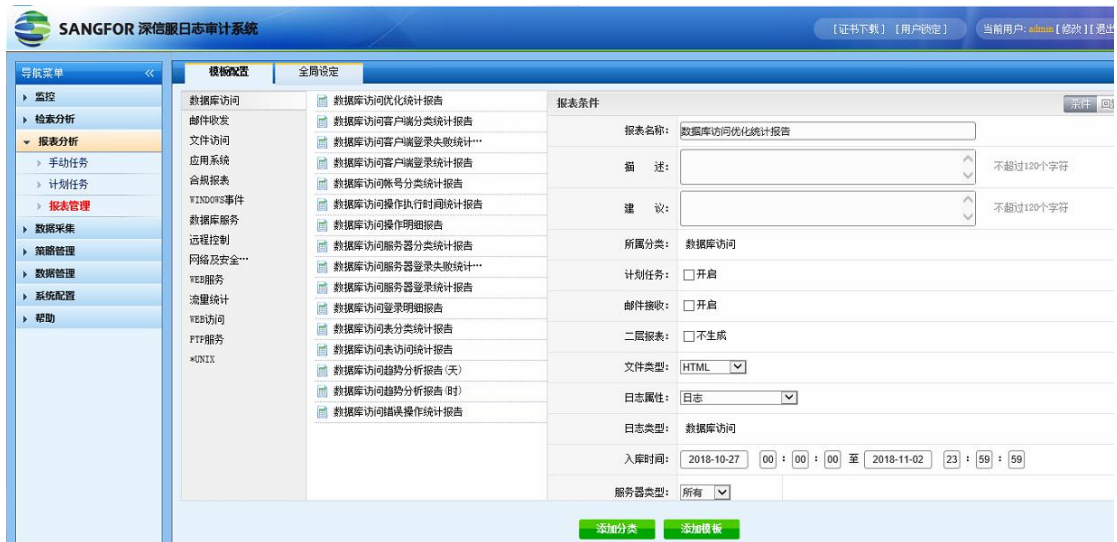 SANGFOR 深信服日志审计系统
[证书下载] [用户锁定] 当前用户: admin [修改] [退出
导航菜单 «
监控
检索分析
报表分析
手动任务
计划任务
报表管理
数据采集
策略管理
数据管理
系统配置
帮助
模板配置 全局设定
数据库访问
邮件收发
文件访问
应用系统
合规报表
WINDOWS事件
数据库服务
远程控制
网络及安全…
WEB服务
流量统计
WEB访问
FTP服务
*UNIX
数据库访问优化统计报告
数据库访问客户端分类统计报告
数据库访问客户端登录失败统计…
数据库访问客户端登录统计报告
数据库访问帐号分类统计报告
数据库访问操作执行时间统计报告
数据库访问操作明细报告
数据库访问服务器分类统计报告
数据库访问服务器登录失败统计…
数据库访问服务器登录统计报告
数据库访问登录明细报告
数据库访问表分类统计报告
数据库访问表访问统计报告
数据库访问趋势分析报告(天)
数据库访问趋势分析报告(时)
数据库访问错误操作统计报告
报表条件 条件
报表名称: 数据库访问优化统计报告
描 述: 不超过120个字符
建 议: 不超过120个字符
所属分类: 数据库访问
计划任务: 开启
邮件接收: 开启
二层报表: 不生成
文件类型: HTML
日志属性: 日志
日志类型: 数据库访问
入库时间: 2018-10-27 00 : 00 : 00 至 2018-11-02 23 : 59 : 59
服务器类型: 所有
添加分类 添加模板